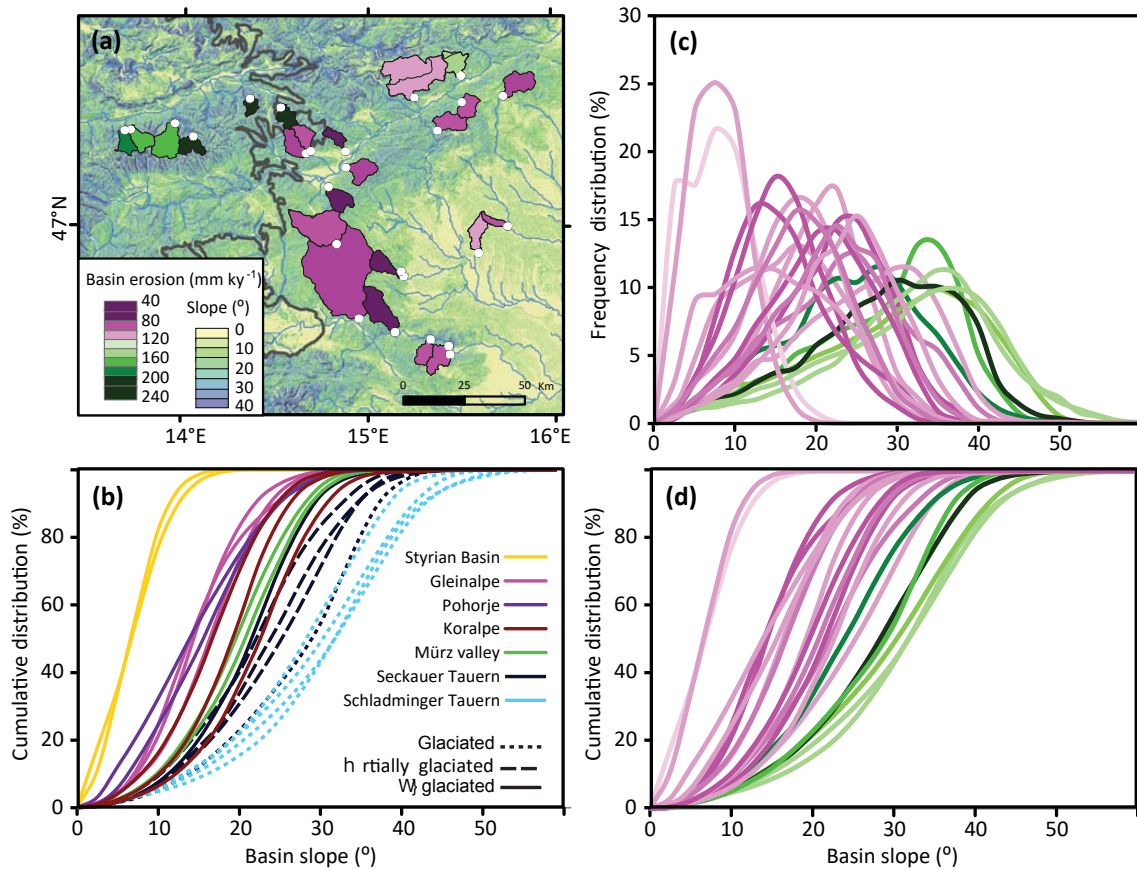 (a)
47°N
Basin erosion (mm ky⁻¹)
40
80
120
160
200
240
Slope (°)
0
10
20
30
40
0 25 50 Km
14°E 15°E 16°E
(c)
Frequency distribution (%)
30
25
20
15
10
5
0
0 10 20 30 40 50
(b)
Cumulative distribution (%)
80
60
40
20
0
Styrian Basin
Gleinalpe
Pohorje
Koralpe
Mürz valley
Seckauer Tauern
Schladminger Tauern
Glaciated
h rtially glaciated
Wj glaciated
0 10 20 30 40 50
Basin slope (°)
(d)
Cumulative distribution (%)
80
60
40
20
0
0 10 20 30 40 50
Basin slope (°)